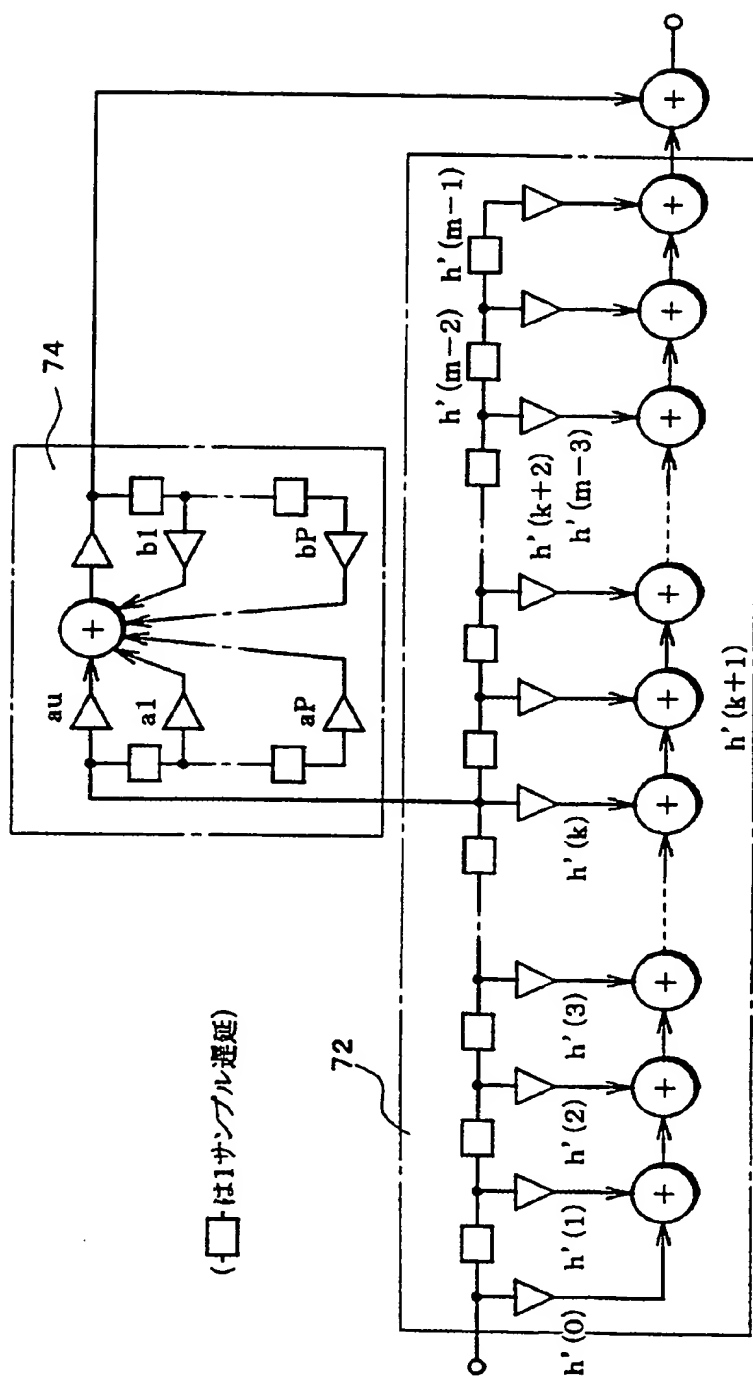 74
au
a1
aP
b1
bP
(□は1サンプル遅延)
72
h'(0)
h'(1)
h'(2)
h'(3)
h'(k)
h'(k+1)
h'(k+2)
h'(m-3)
h'(m-2)
h'(m-1)